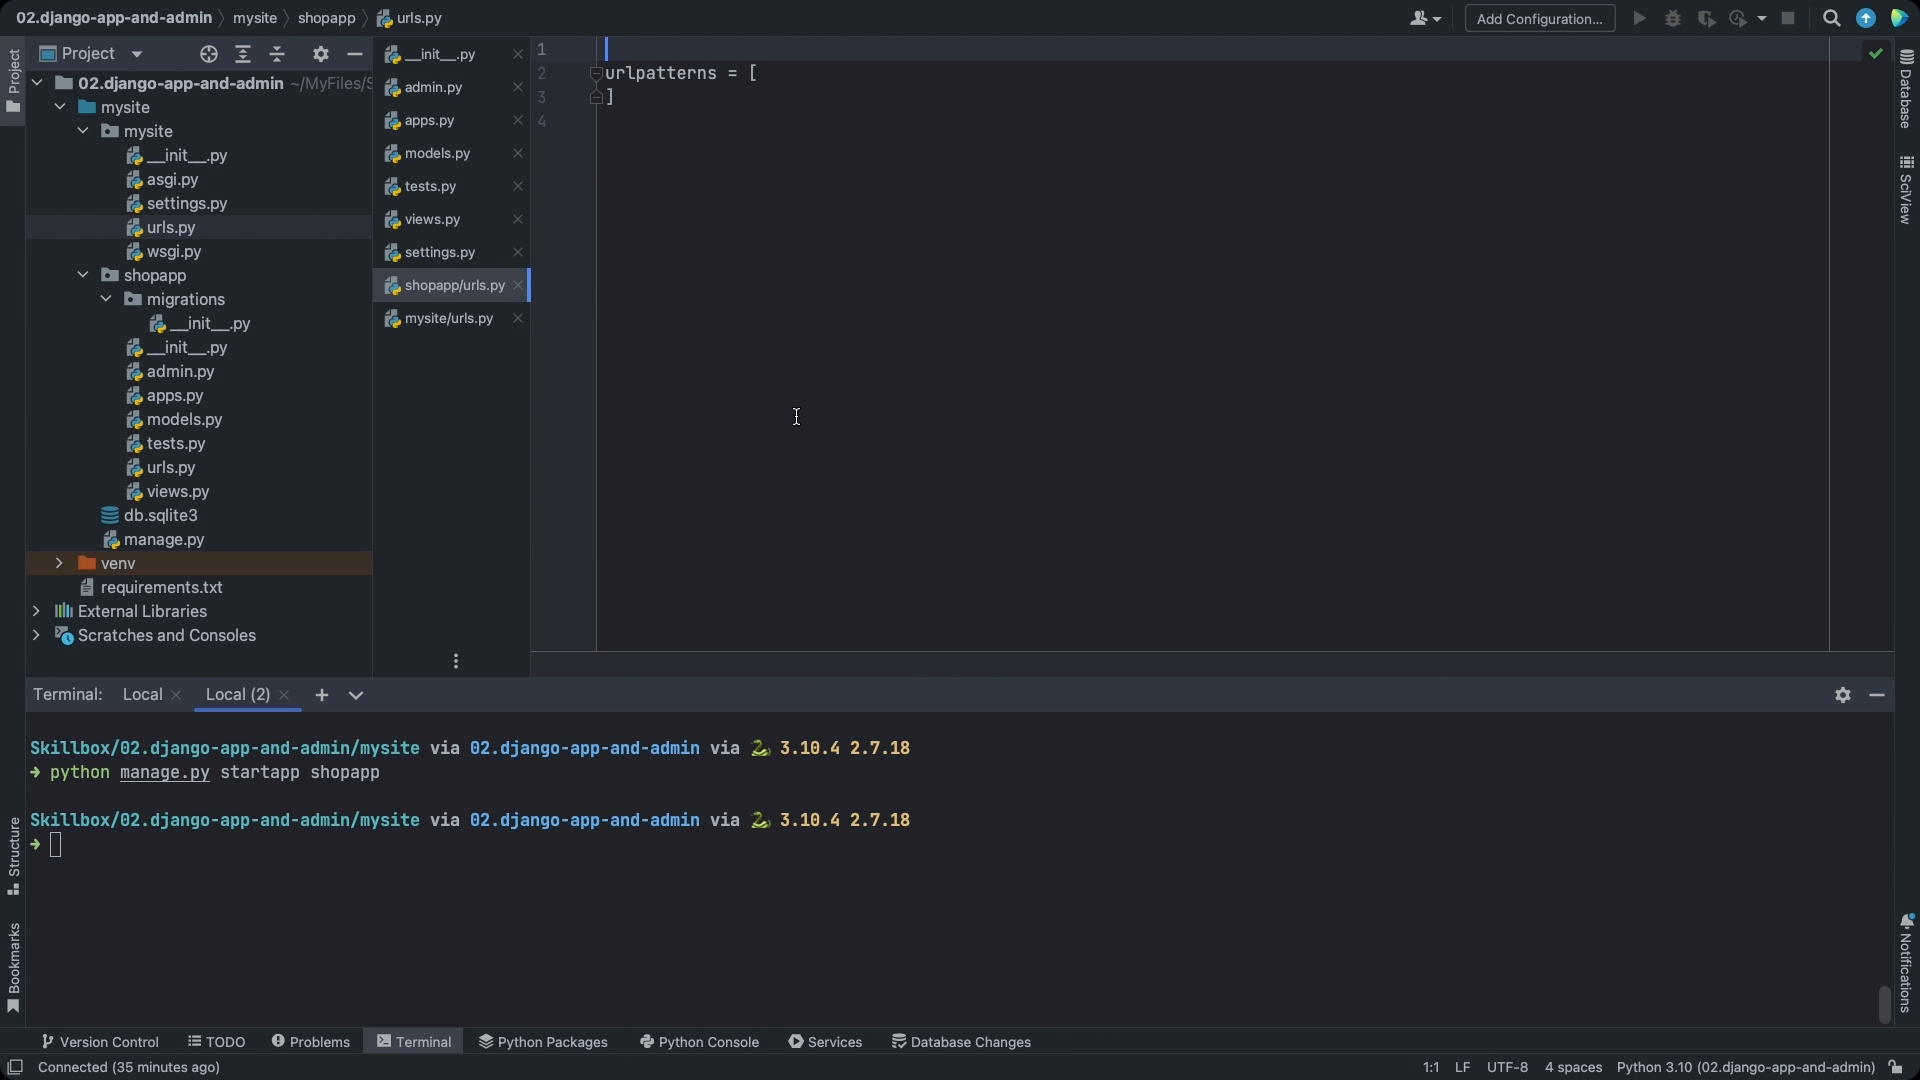 02.django-app-and-admin mysite shopapp urls.py
Add Configuration...
Project
Project
02.django-app-and-admin ~/MyFiles/S
mysite
mysite
__init__.py
asgi.py
settings.py
urls.py
wsgi.py
shopapp
migrations
__init__.py
__init__.py
admin.py
apps.py
models.py
tests.py
urls.py
views.py
db.sqlite3
manage.py
venv
requirements.txt
External Libraries
Scratches and Consoles
__init__.py
admin.py
apps.py
models.py
tests.py
views.py
settings.py
shopapp/urls.py
mysite/urls.py
1
2 urlpatterns = [
3 ]
4
Database
SciView
Notifications
Structure
Bookmarks
Terminal: Local Local (2)
Skillbox/02.django-app-and-admin/mysite via 02.django-app-and-admin via 🐍 3.10.4 2.7.18
➜ python manage.py startapp shopapp
Skillbox/02.django-app-and-admin/mysite via 02.django-app-and-admin via 🐍 3.10.4 2.7.18
➜
Version Control TODO Problems Terminal Python Packages Python Console Services Database Changes
Connected (35 minutes ago) 1:1 LF UTF-8 4 spaces Python 3.10 (02.django-app-and-admin)